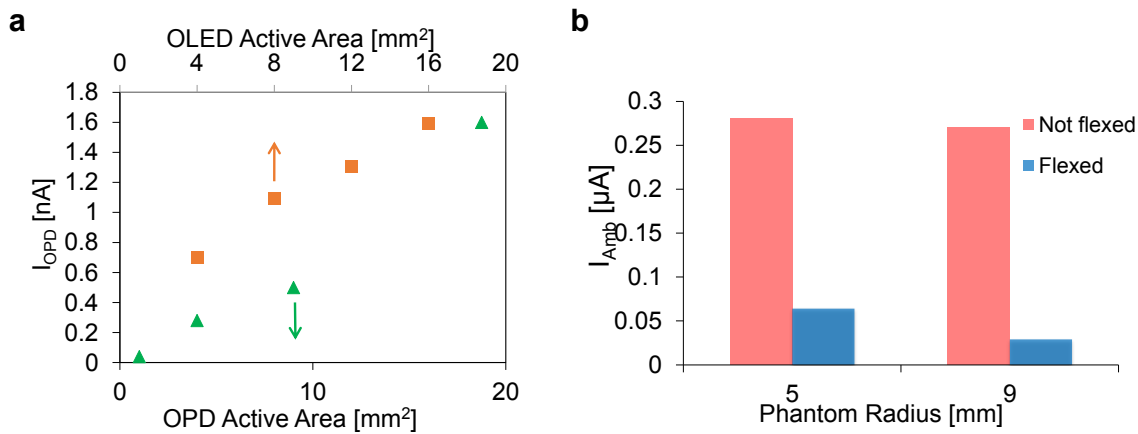 a
OLED Active Area [mm²]
0 4 8 12 16 20
1.8
1.6
1.4
1.2
1
0.8
0.6
0.4
0.2
0
I_OPD [nA]
0 10 20
OPD Active Area [mm²]
b
0.3
0.25
0.2
0.15
0.1
0.05
0
I_Amb [μA]
Not flexed
Flexed
5 9
Phantom Radius [mm]